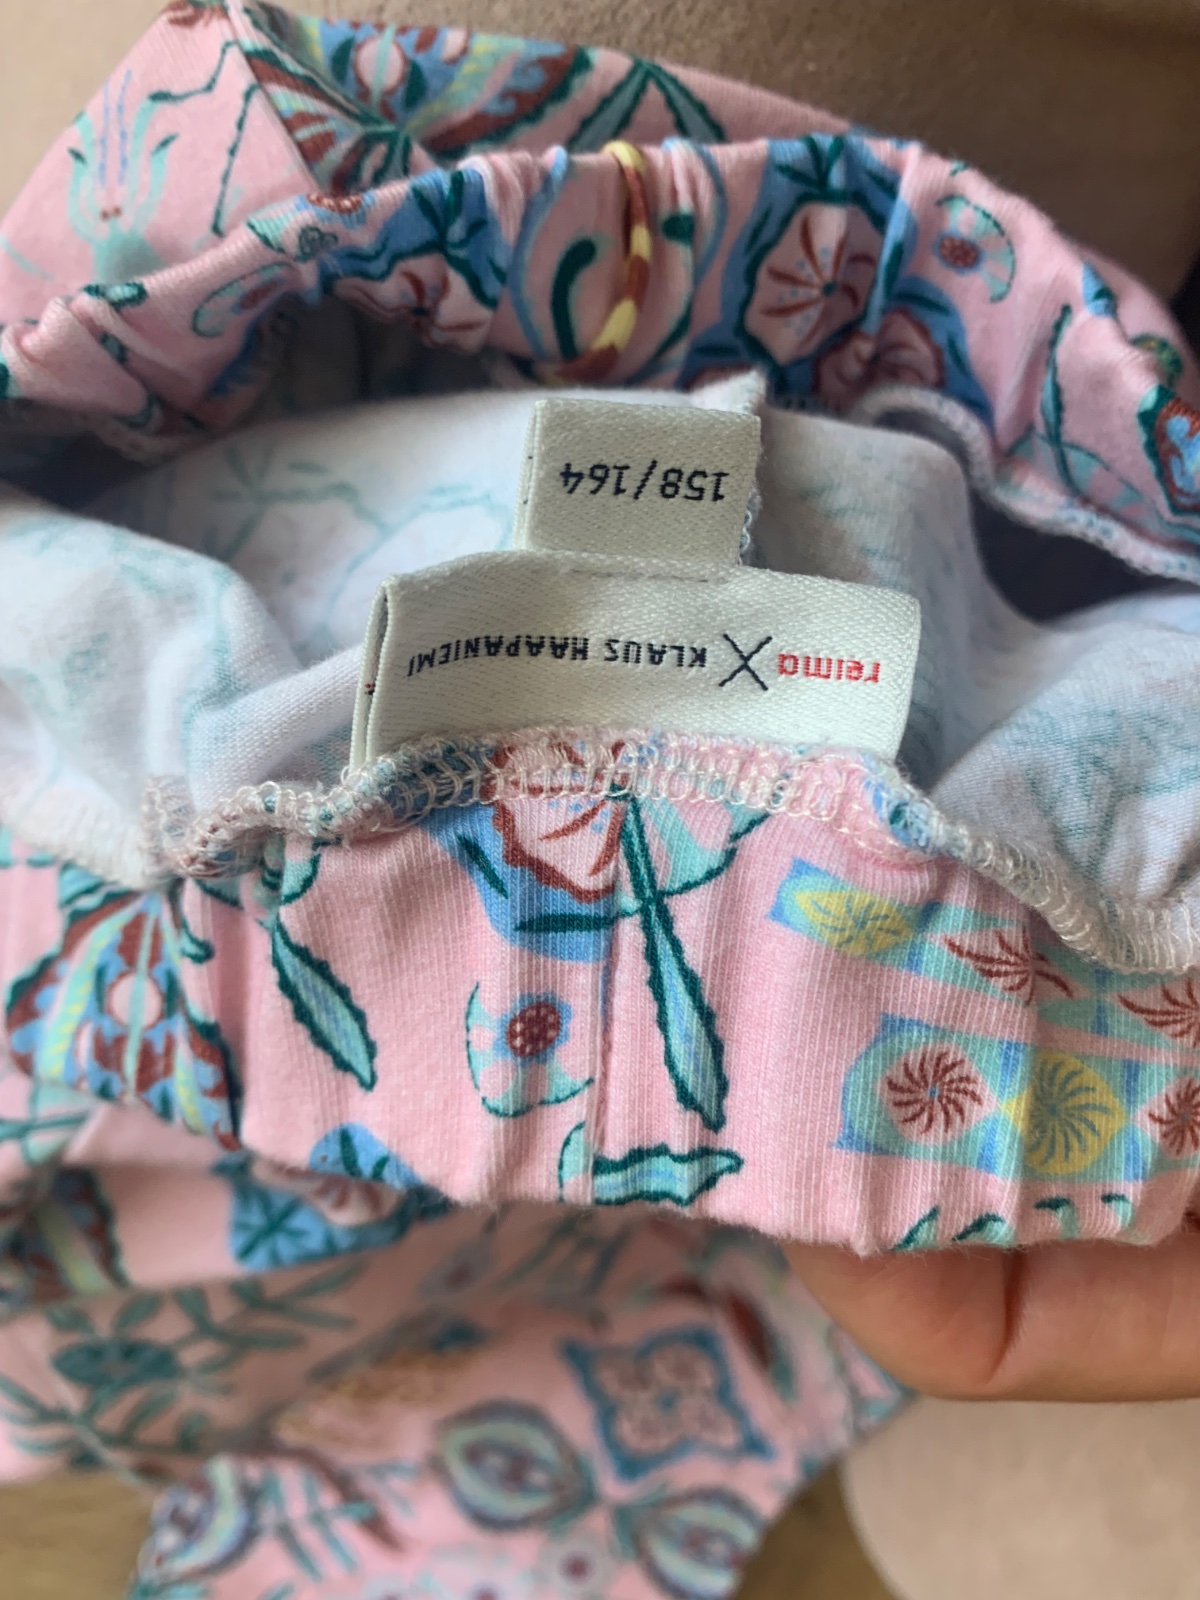 reima X KLAUS HAAPANIEMI
158/164